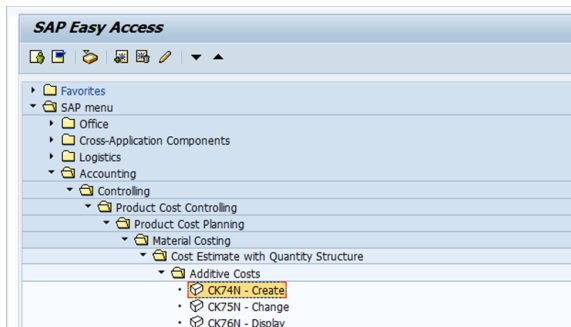 SAP Easy Access
Favorites
SAP menu
Office
Cross-Application Components
Logistics
Accounting
Controlling
Product Cost Controlling
Product Cost Planning
Material Costing
Cost Estimate with Quantity Structure
Additive Costs
CK74N - Create
CK75N - Change
CK76N - Display